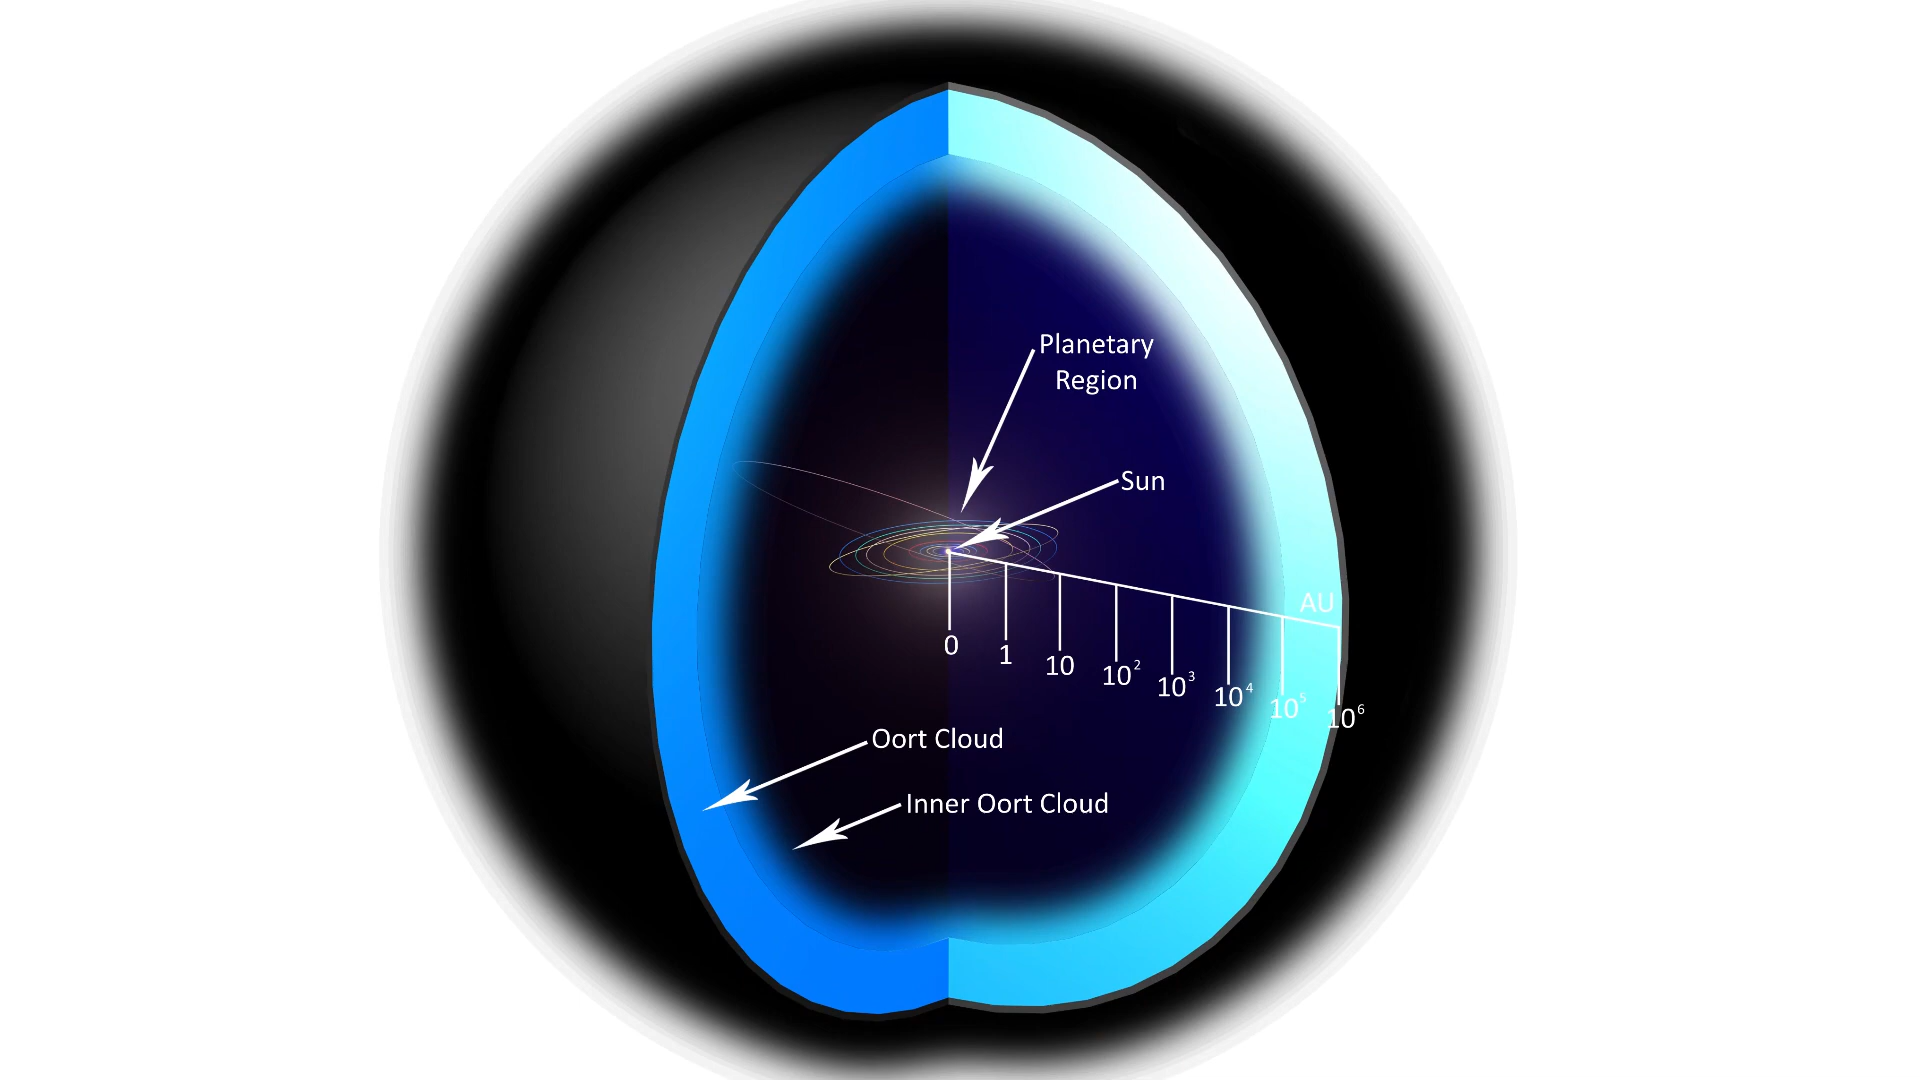 Planetary
Region
Sun
AU
0
1
10
10²
10³
10⁴
10⁵
10⁶
Oort Cloud
Inner Oort Cloud